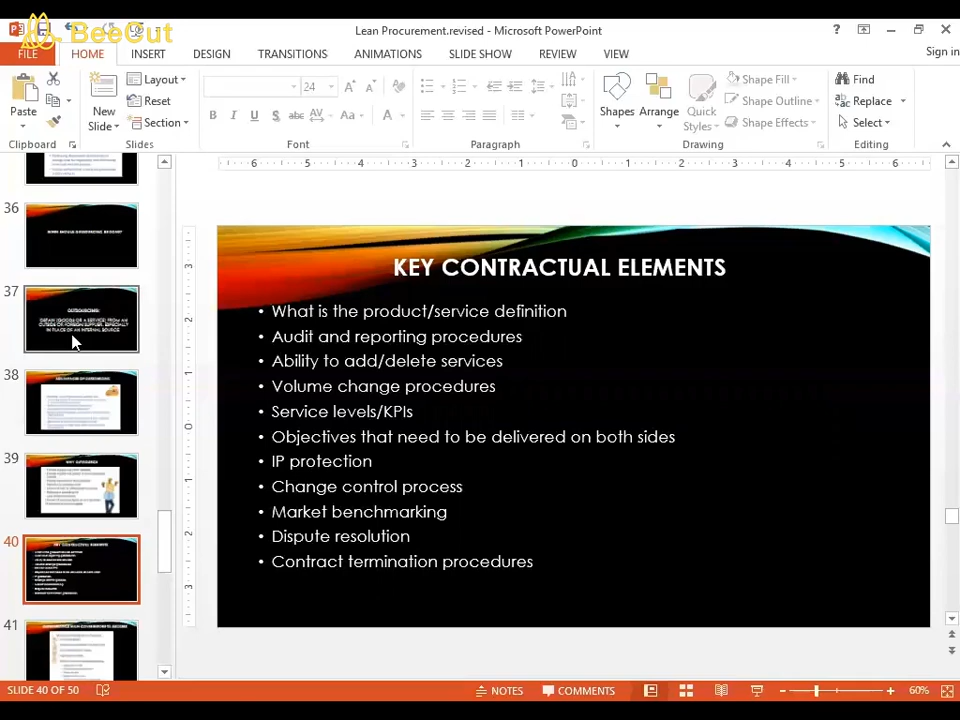 BeeCut
Lean Procurement.revised - Microsoft PowerPoint
Sign in
FILE HOME INSERT DESIGN TRANSITIONS ANIMATIONS SLIDE SHOW REVIEW VIEW
Paste
New
Slide
Layout
Reset
Section
24
Shapes
Arrange
Quick
Styles
Shape Fill
Shape Outline
Shape Effects
Find
Replace
Select
Clipboard Slides Font Paragraph Drawing Editing
36
37
38
39
40
41
KEY CONTRACTUAL ELEMENTS
• What is the product/service definition
• Audit and reporting procedures
• Ability to add/delete services
• Volume change procedures
• Service levels/KPIs
• Objectives that need to be delivered on both sides
• IP protection
• Change control process
• Market benchmarking
• Dispute resolution
• Contract termination procedures
SLIDE 40 OF 50
NOTES
COMMENTS
60%